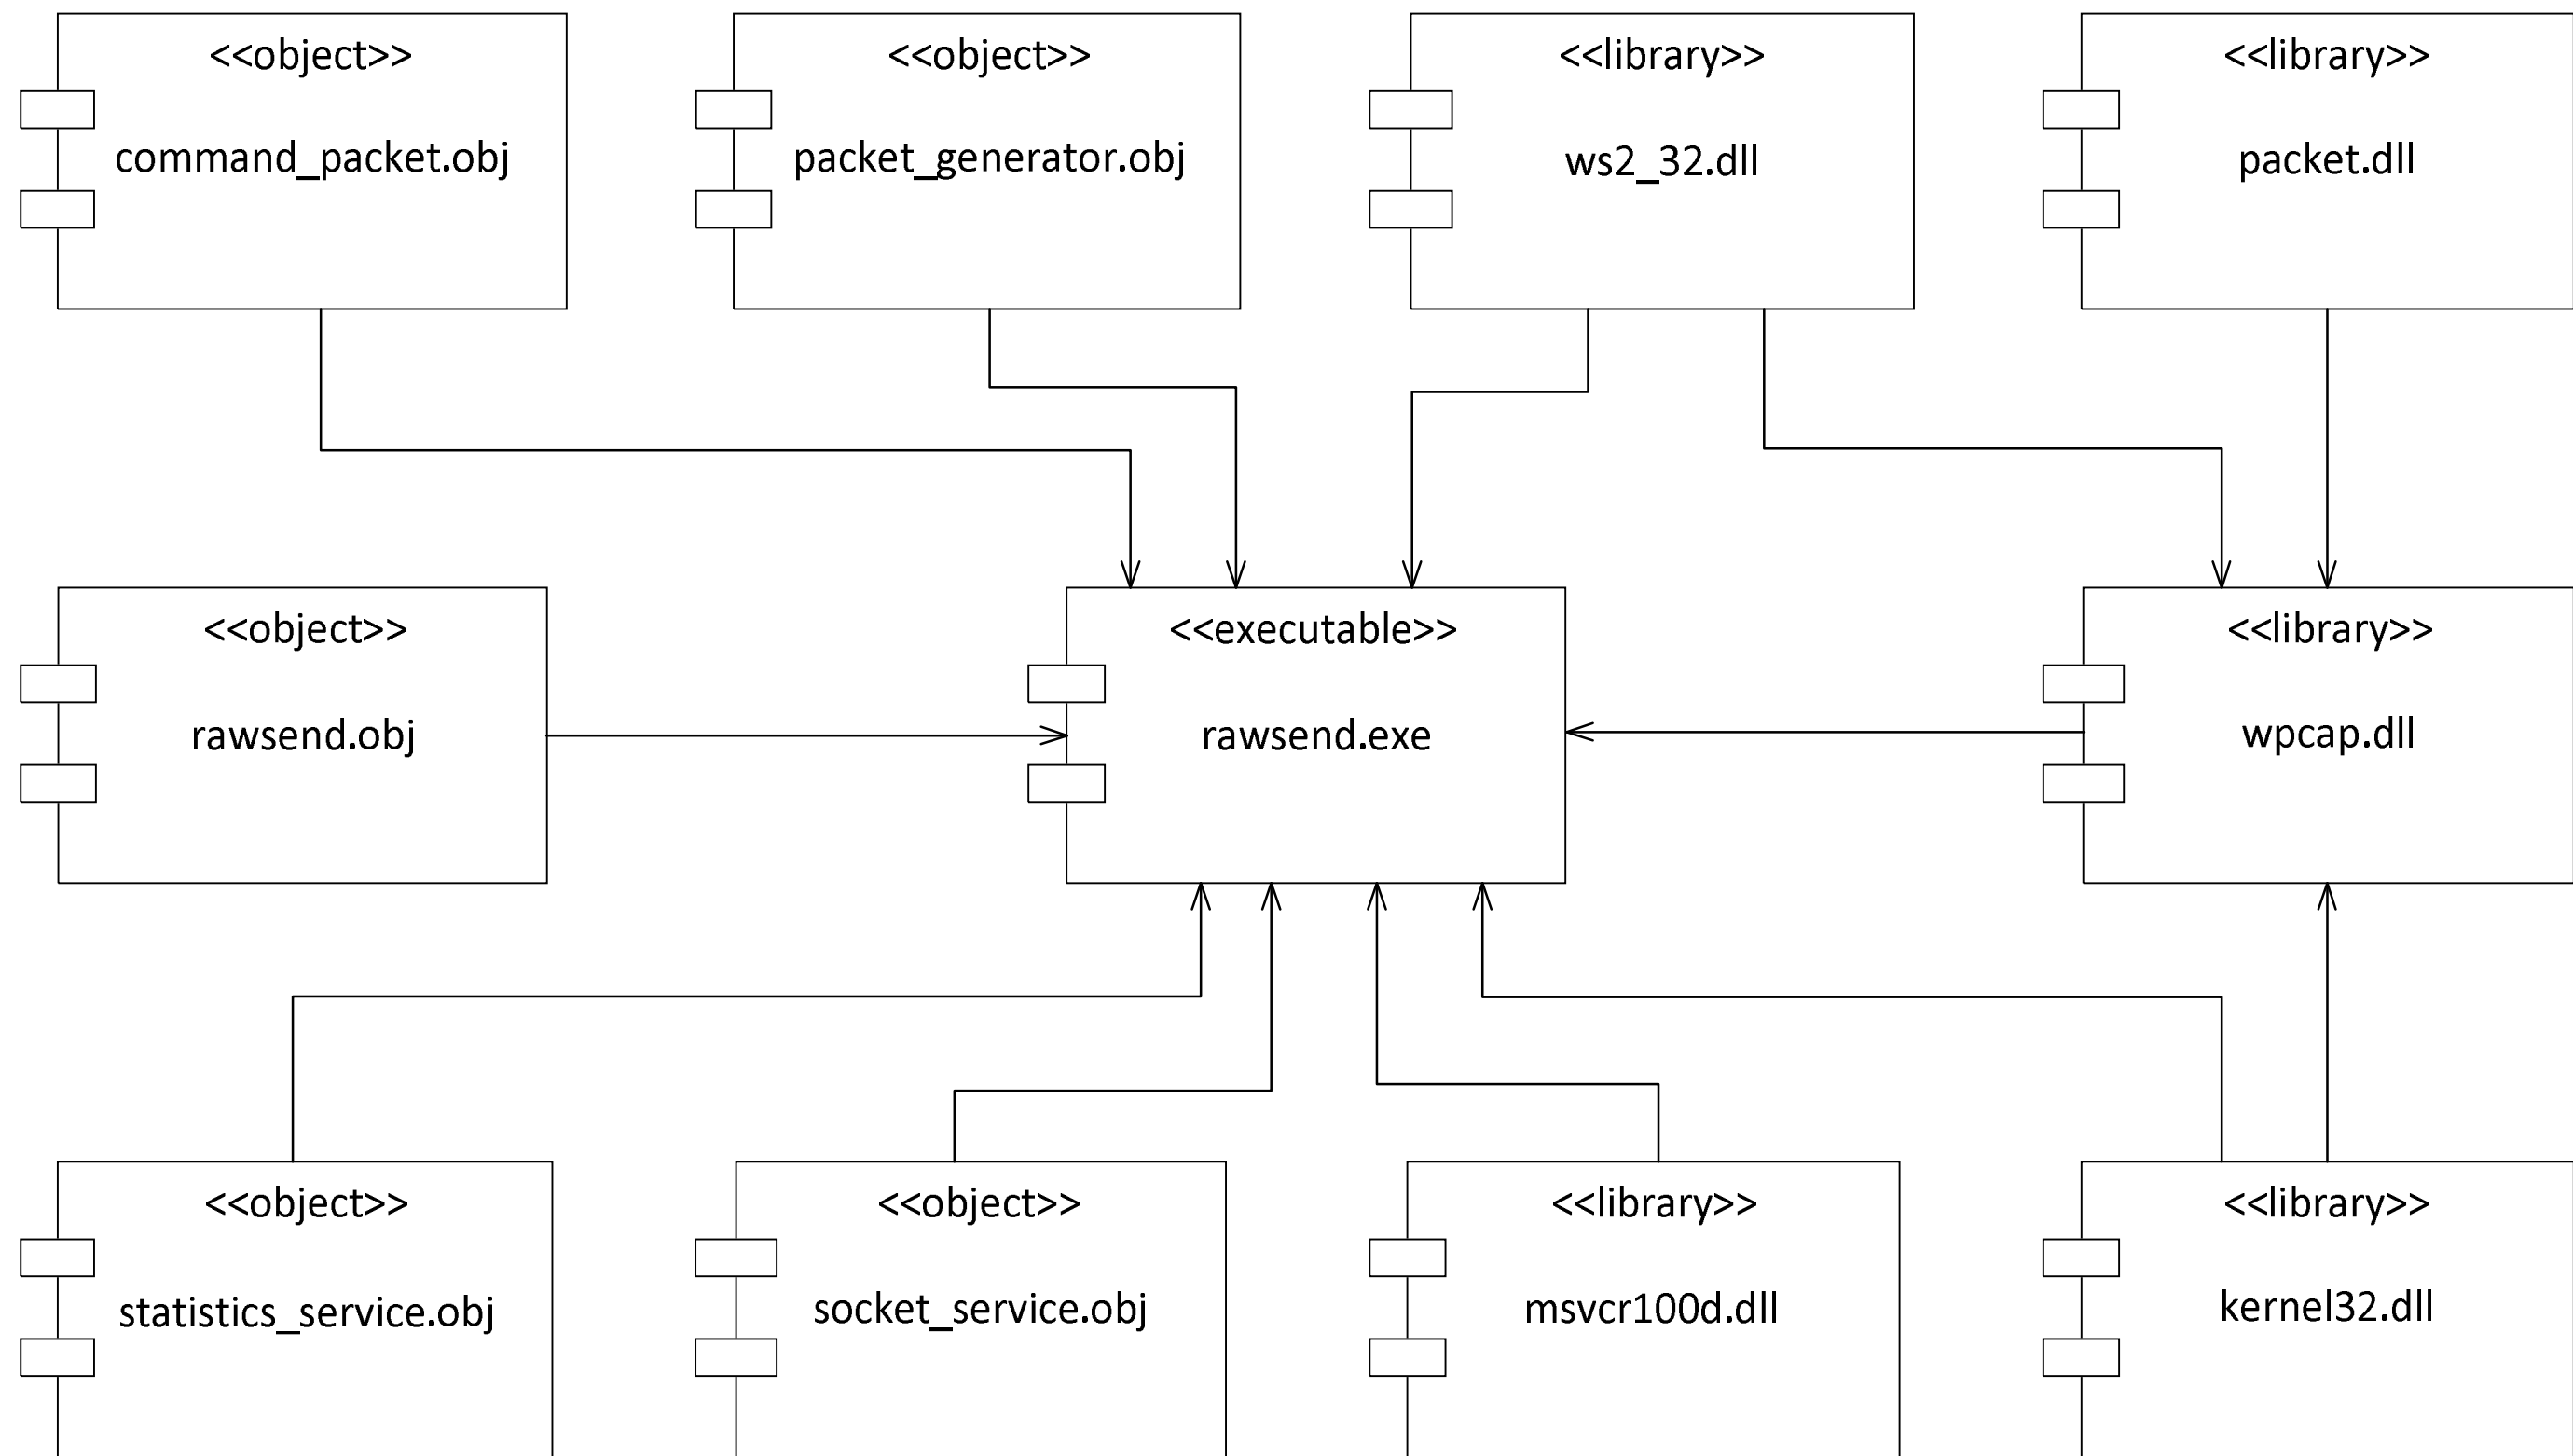 <<object>>
command_packet.obj
<<object>>
packet_generator.obj
<<library>>
ws2_32.dll
<<library>>
packet.dll
<<object>>
rawsend.obj
<<executable>>
rawsend.exe
<<library>>
wpcap.dll
<<object>>
statistics_service.obj
<<object>>
socket_service.obj
<<library>>
msvcr100d.dll
<<library>>
kernel32.dll